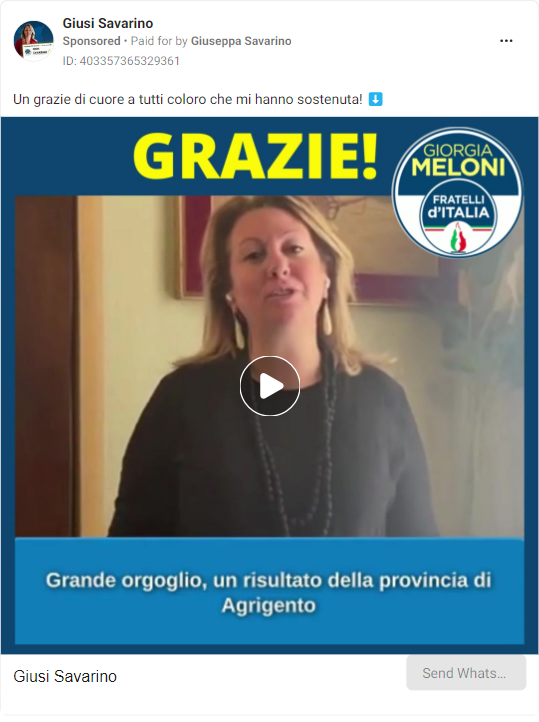 Giusi Savarino
Sponsored • Paid for by Giuseppa Savarino
ID: 403357365329361
Un grazie di cuore a tutti coloro che mi hanno sostenuta! ⬇️
GRAZIE!
GIORGIA
MELONI
FRATELLI
d'ITALIA
Grande orgoglio, un risultato della provincia di
Agrigento
Giusi Savarino
Send Whats...